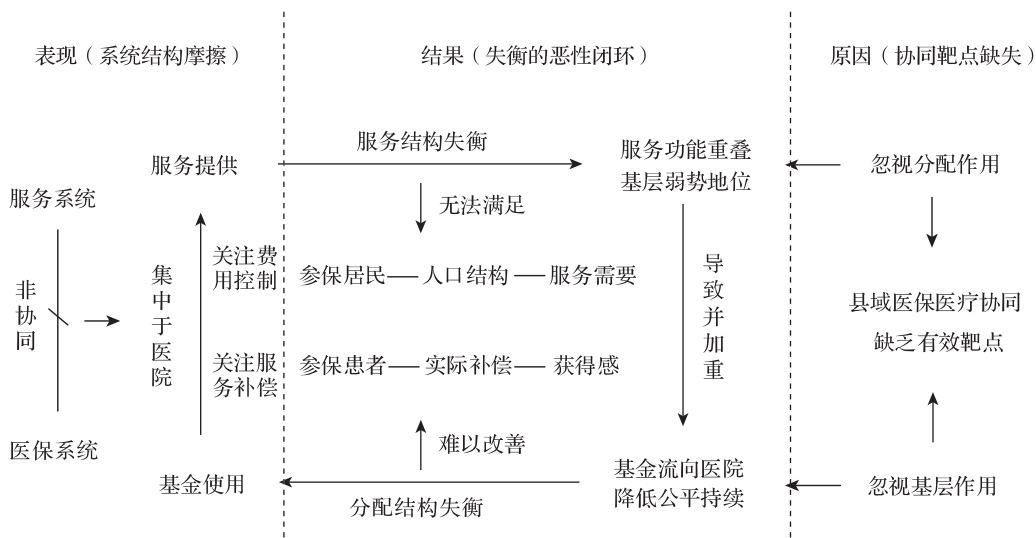 表现（系统结构摩擦）
结果（失衡的恶性闭环）
原因（协同靶点缺失）
服务系统
非协同
医保系统
服务提供
集中于医院
关注费
用控制
关注服
务补偿
基金使用
服务结构失衡
无法满足
参保居民——人口结构——服务需要
参保患者——实际补偿——获得感
难以改善
分配结构失衡
服务功能重叠
基层弱势地位
导致并加重
基金流向医院
降低公平持续
忽视分配作用
县域医保医疗协同
缺乏有效靶点
忽视基层作用